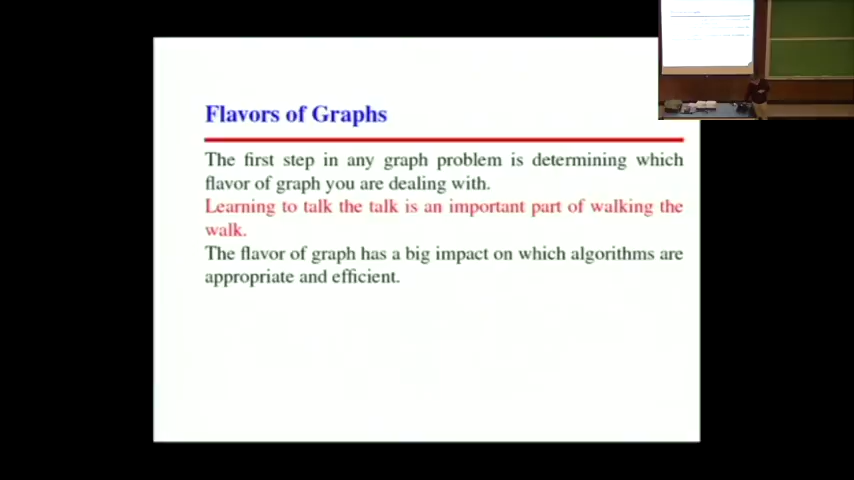 Flavors of Graphs
The first step in any graph problem is determining which
flavor of graph you are dealing with.
Learning to talk the talk is an important part of walking the
walk.
The flavor of graph has a big impact on which algorithms are
appropriate and efficient.